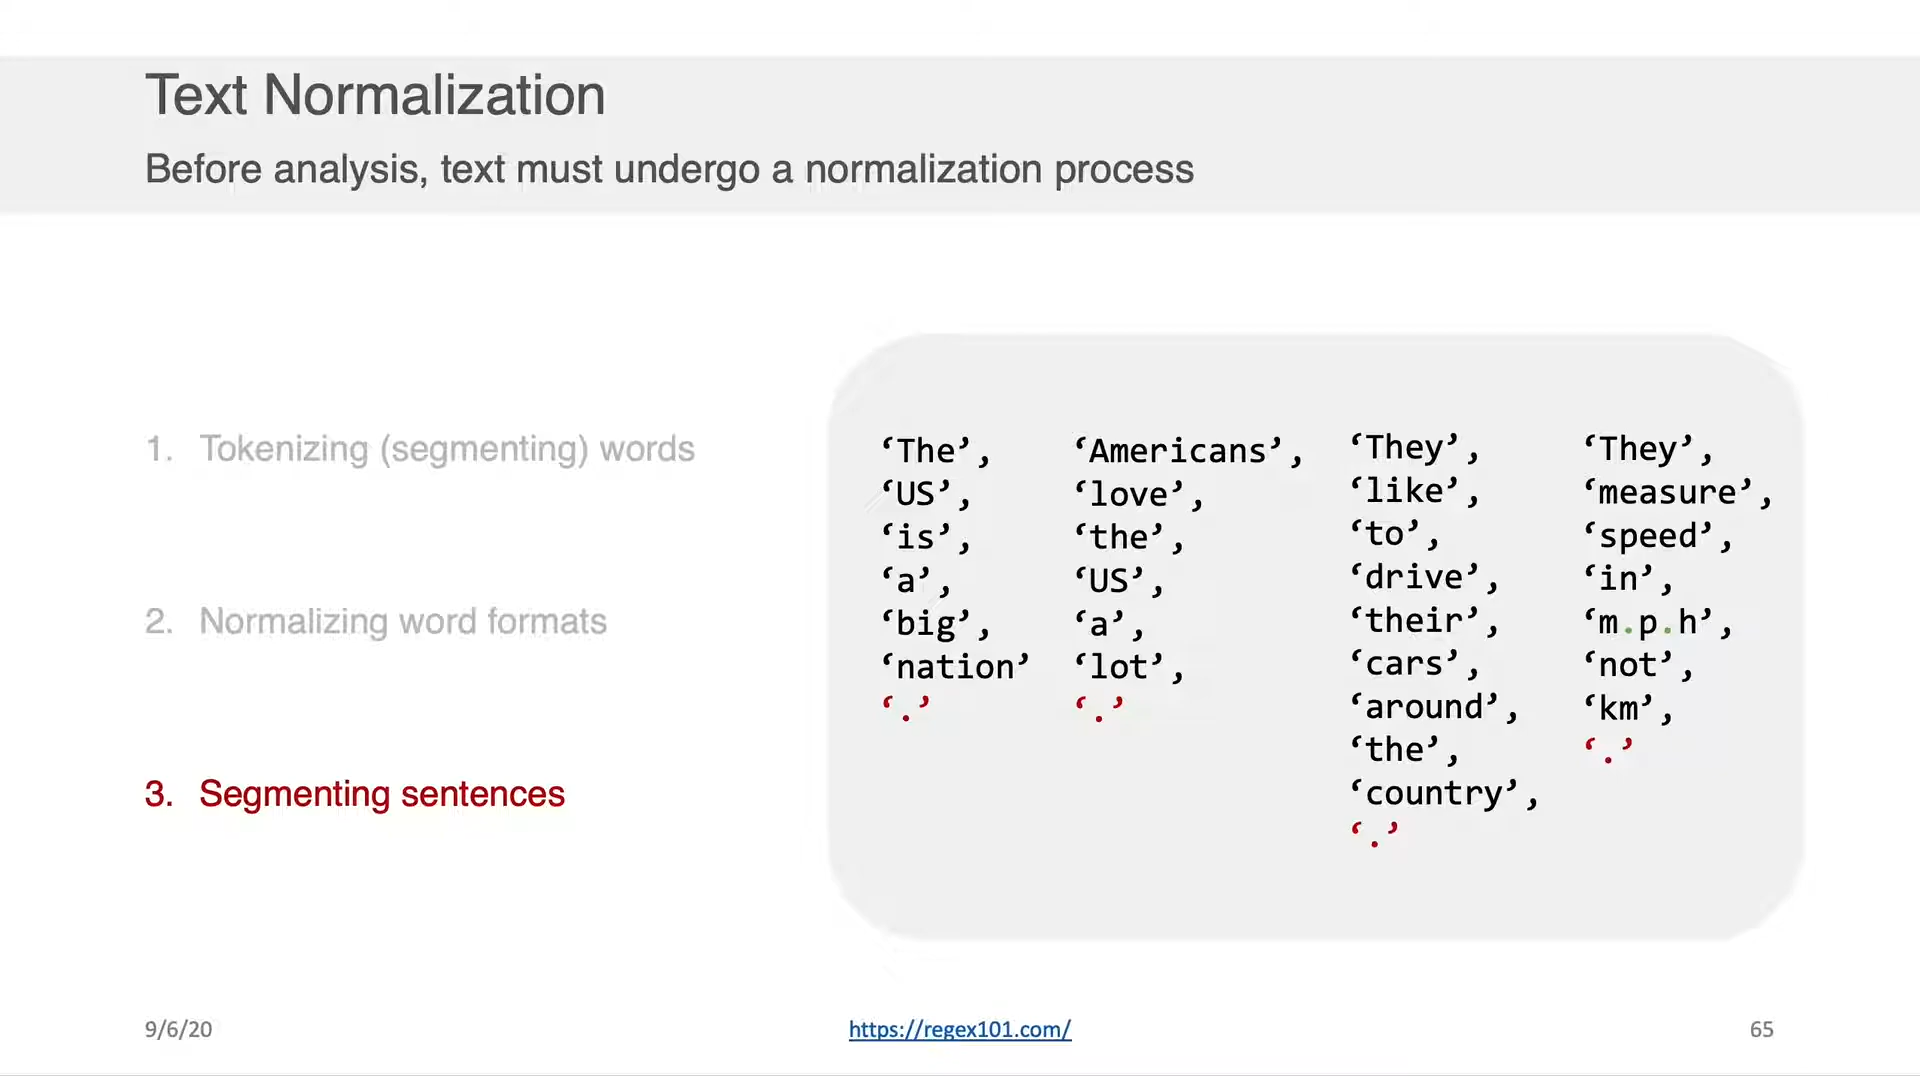 Text Normalization
Before analysis, text must undergo a normalization process
1. Tokenizing (segmenting) words
2. Normalizing word formats
3. Segmenting sentences
‘The’,
‘US’,
‘is’,
‘a’,
‘big’,
‘nation’
‘.’
‘Americans’,
‘love’,
‘the’,
‘US’,
‘a’,
‘lot’,
‘.’
‘They’,
‘like’,
‘to’,
‘drive’,
‘their’,
‘cars’,
‘around’,
‘the’,
‘country’,
‘.’
‘They’,
‘measure’,
‘speed’,
‘in’,
‘m.p.h’,
‘not’,
‘km’,
‘.’
9/6/20
https://regex101.com/
65